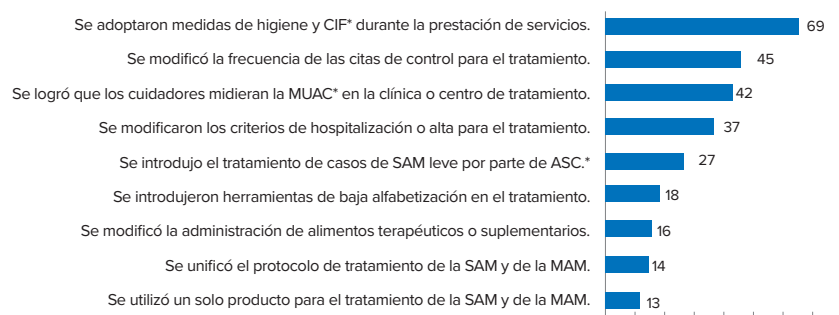 Se adoptaron medidas de higiene y CIF* durante la prestación de servicios. 69
Se modificó la frecuencia de las citas de control para el tratamiento. 45
Se logró que los cuidadores midieran la MUAC* en la clínica o centro de tratamiento. 42
Se modificaron los criterios de hospitalización o alta para el tratamiento. 37
Se introdujo el tratamiento de casos de SAM leve por parte de ASC.* 27
Se introdujeron herramientas de baja alfabetización en el tratamiento. 18
Se modificó la administración de alimentos terapéuticos o suplementarios. 16
Se unificó el protocolo de tratamiento de la SAM y de la MAM. 14
Se utilizó un solo producto para el tratamiento de la SAM y de la MAM. 13